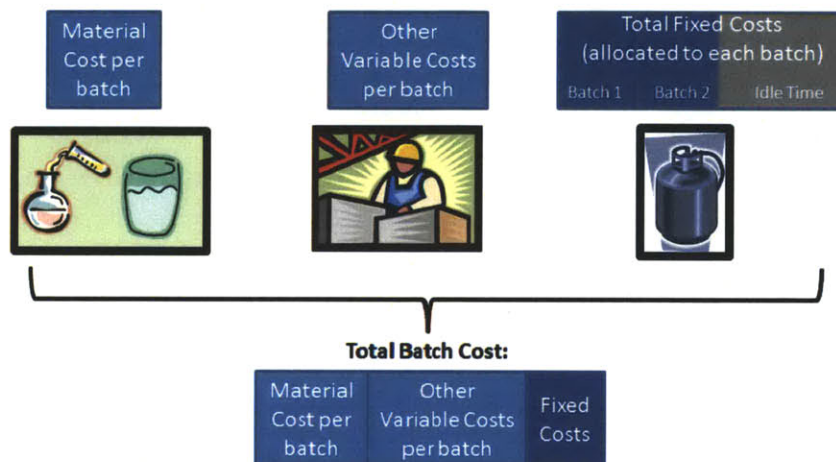 Material
Cost per
batch
Other
Variable Costs
per batch
Total Fixed Costs
(allocated to each batch)
Batch 1
Batch 2
Idle Time
Total Batch Cost:
Material
Cost per
batch
Other
Variable Costs
per batch
Fixed
Costs